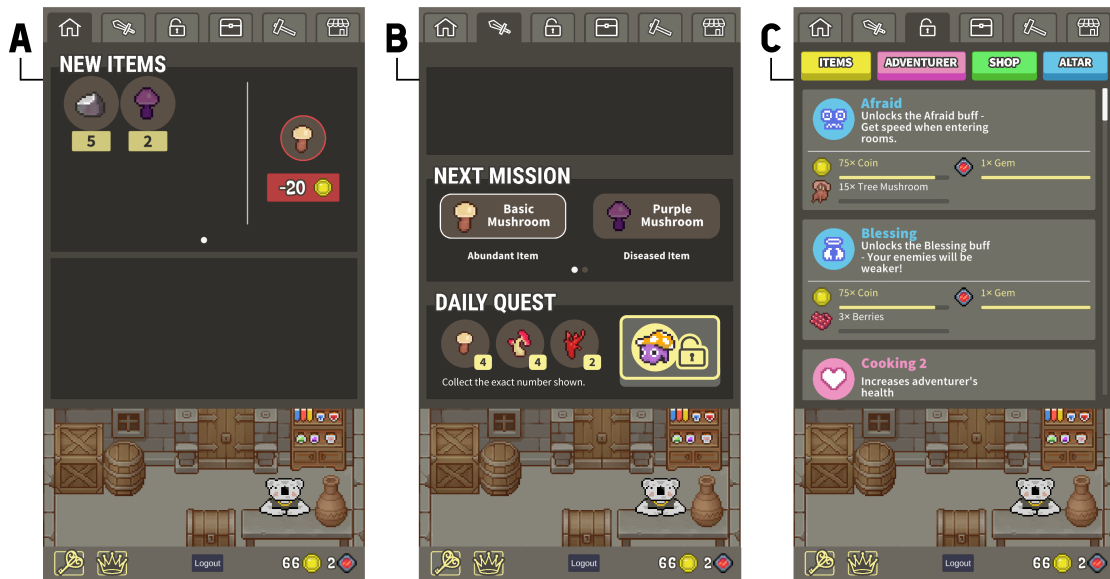 A
NEW ITEMS
5
2
-20
Logout
66
2
B
NEXT MISSION
Basic
Mushroom
Purple
Mushroom
Abundant Item
Diseased Item
DAILY QUEST
4
4
2
Collect the exact number shown.
Logout
66
2
C
ITEMS
ADVENTURER
SHOP
ALTAR
Afraid
Unlocks the Afraid buff -
Get speed when entering
rooms.
75× Coin
1× Gem
15× Tree Mushroom
Blessing
Unlocks the Blessing buff
- Your enemies will be
weaker!
75× Coin
1× Gem
3× Berries
Cooking 2
Increases adventurer's
health
Logout
66
2